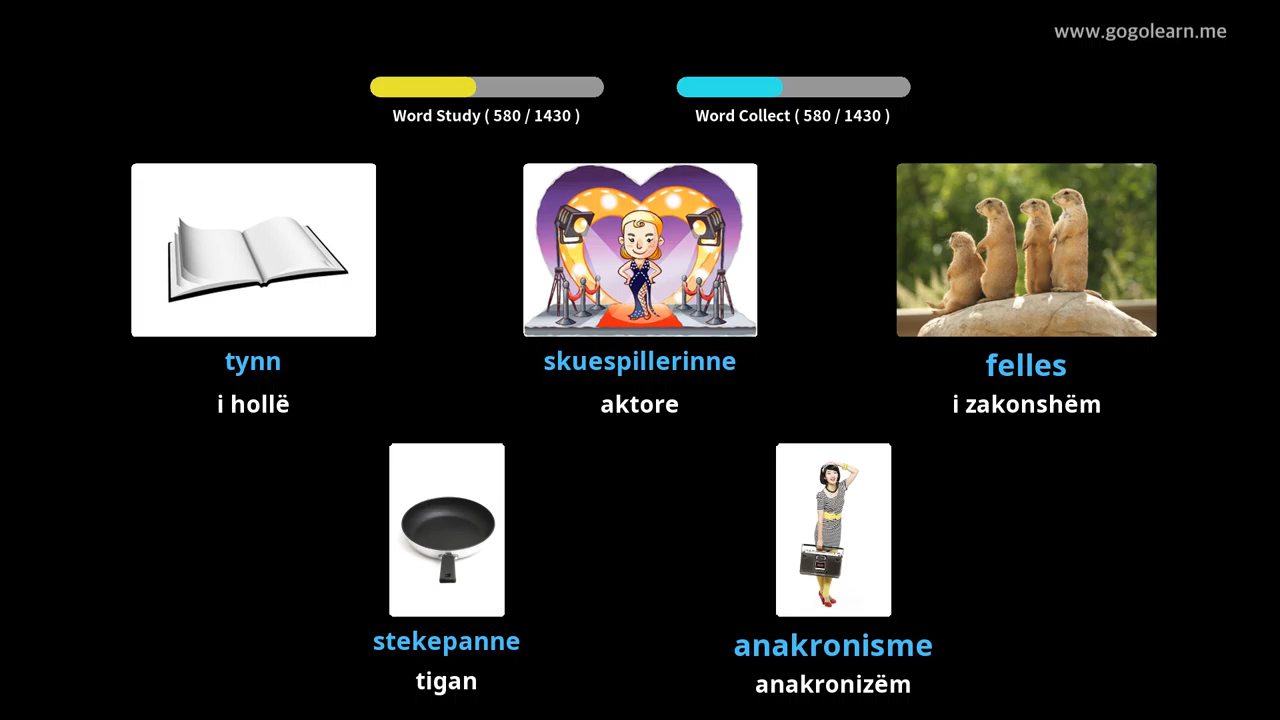 www.gogolearn.me
Word Study ( 580 / 1430 )
Word Collect ( 580 / 1430 )
tynn
i hollë
skuespillerinne
aktore
felles
i zakonshëm
stekepanne
tigan
anakronisme
anakronizëm